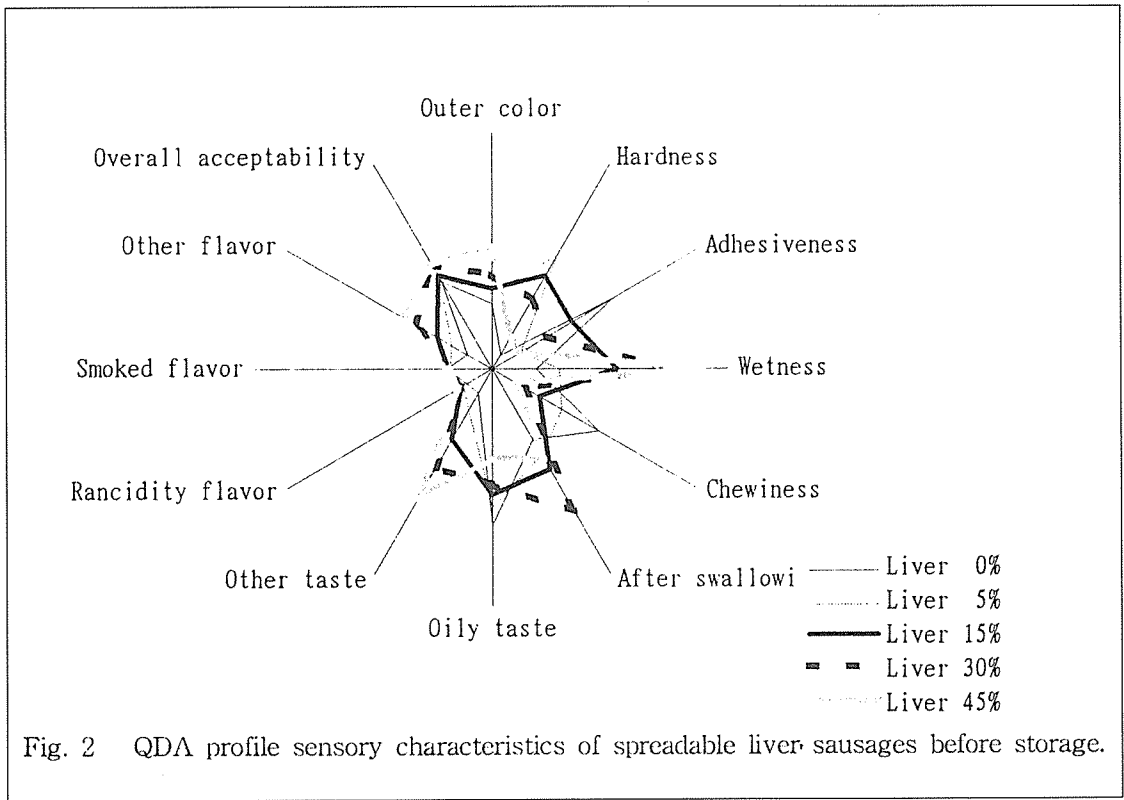 Outer color
Overall acceptability
Hardness
Other flavor
Adhesiveness
Smoked flavor
Wetness
Rancidity flavor
Chewiness
Other taste
After swallowi
Oily taste
Liver 0%
Liver 5%
Liver 15%
Liver 30%
Liver 45%
Fig. 2 QDA profile sensory characteristics of spreadable liver sausages before storage.